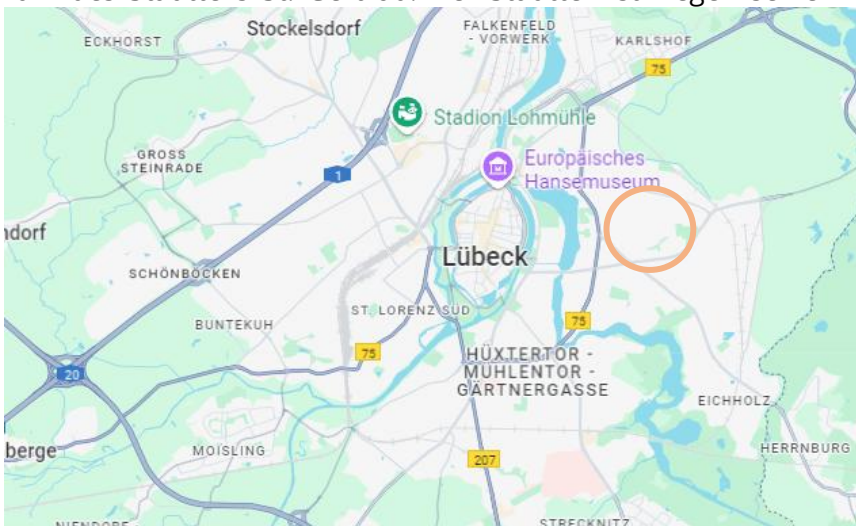 Stockelsdorf
ECKHORST
FALKENFELD
- VORWERK
KARLSHOF
75
Stadion Lohmühle
GROSS
STEINRADE
1
Europäisches
Hansemuseum
dorf
Lübeck
SCHÖNBÖCKEN
ST. LORENZ SÜD
BUNTEKUH
75
75
HÜXTERTOR -
MÜHLENTOR -
GÄRTNERGASSE
20
EICHHOLZ
berge
MOISLING
HERRNBURG
207
STRECKNITZ